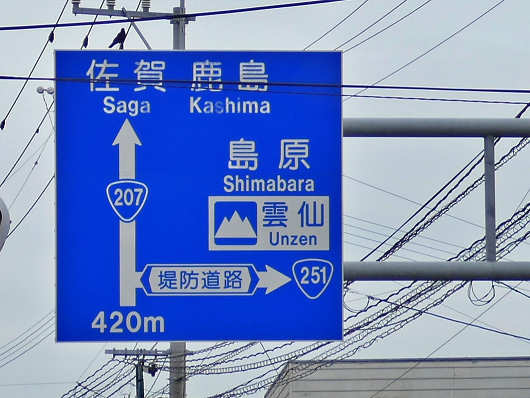 佐賀 鹿島
Saga Kashima
島原
Shimabara
207
雲仙
Unzen
堤防道路
251
420m